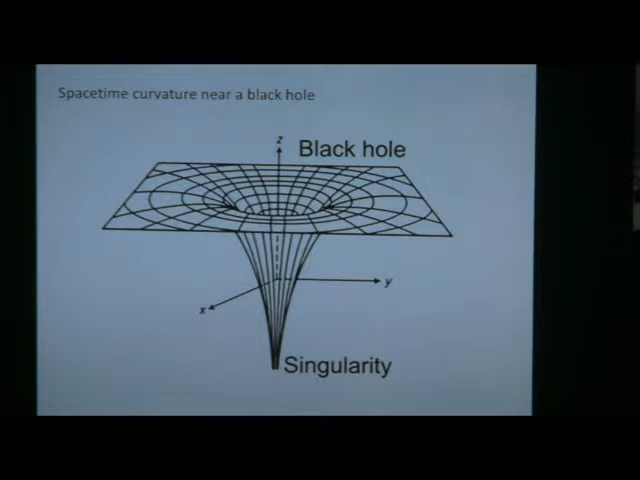 Spacetime curvature near a black hole
z
Black hole
y
x
Singularity